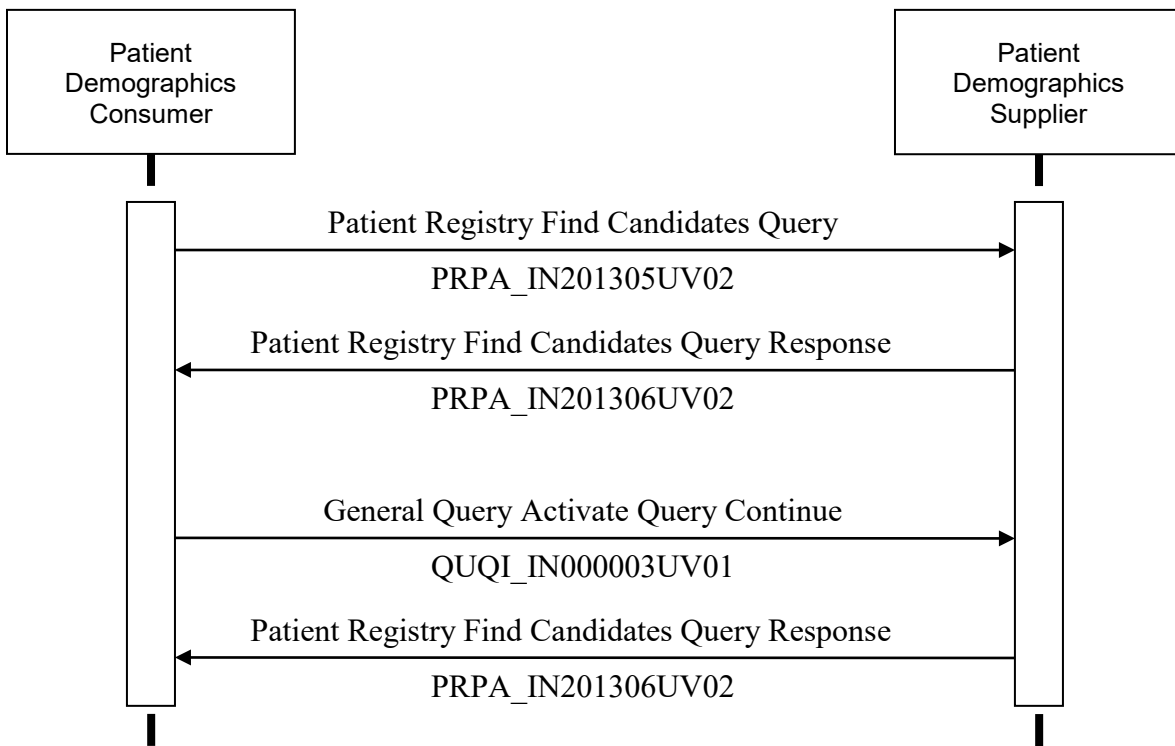 Patient
Demographics
Consumer
Patient
Demographics
Supplier
Patient Registry Find Candidates Query
PRPA_IN201305UV02
Patient Registry Find Candidates Query Response
PRPA_IN201306UV02
General Query Activate Query Continue
QUQI_IN000003UV01
Patient Registry Find Candidates Query Response
PRPA_IN201306UV02